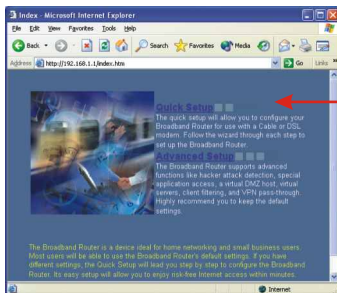 Index - Microsoft Internet Explorer
File Edit View Favorites Tools Help
Back Search Favorites Media
Address http://192.168.1.1/index.htm Go Links
Quick Setup
The quick setup will allow you to configure your
Broadband Router for use with a Cable or DSL
modem. Follow the wizard through each step to
set up the Broadband Router.
Advanced Setup
The Broadband Router supports advanced
functions like hacker attack detection, special
application access, a virtual DMZ host, virtual
servers, client filtering, and VPN pass-through.
Highly recommend you to keep the default
settings.
The Broadband Router is a device ideal for home networking and small business users.
Most users will be able to use the Broadband Router's default settings. If you have
different settings, the Quick Setup will lead you step by step to configure the Broadband
Router. Its easy setup will allow you to enjoy risk-free Internet access within minutes.
Internet